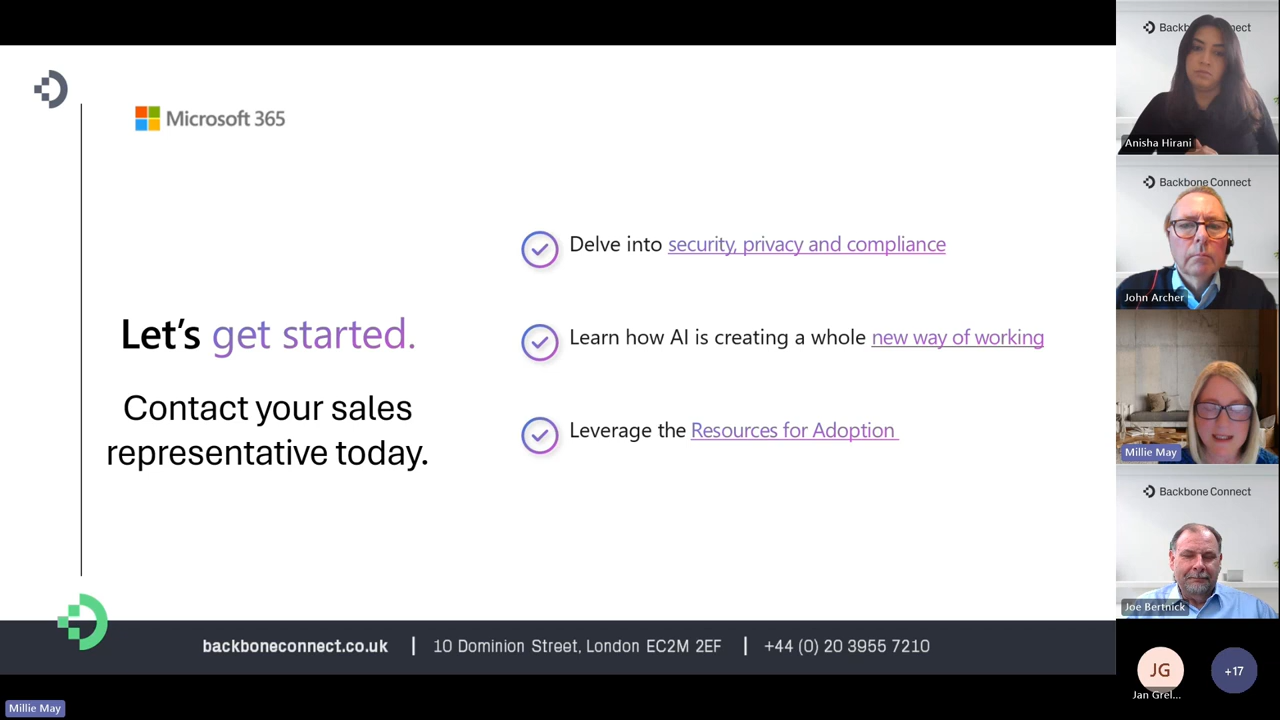 Microsoft 365
Let's get started.
Contact your sales
representative today.
Delve into security, privacy and compliance
Learn how AI is creating a whole new way of working
Leverage the Resources for Adoption
backboneconnect.co.uk | 10 Dominion Street, London EC2M 2EF | +44 (0) 20 3955 7210
Millie May
Anisha Hirani
Backbone Connect
John Archer
Millie May
Backbone Connect
Joe Bertnick
JG
Jan Grel...
+17